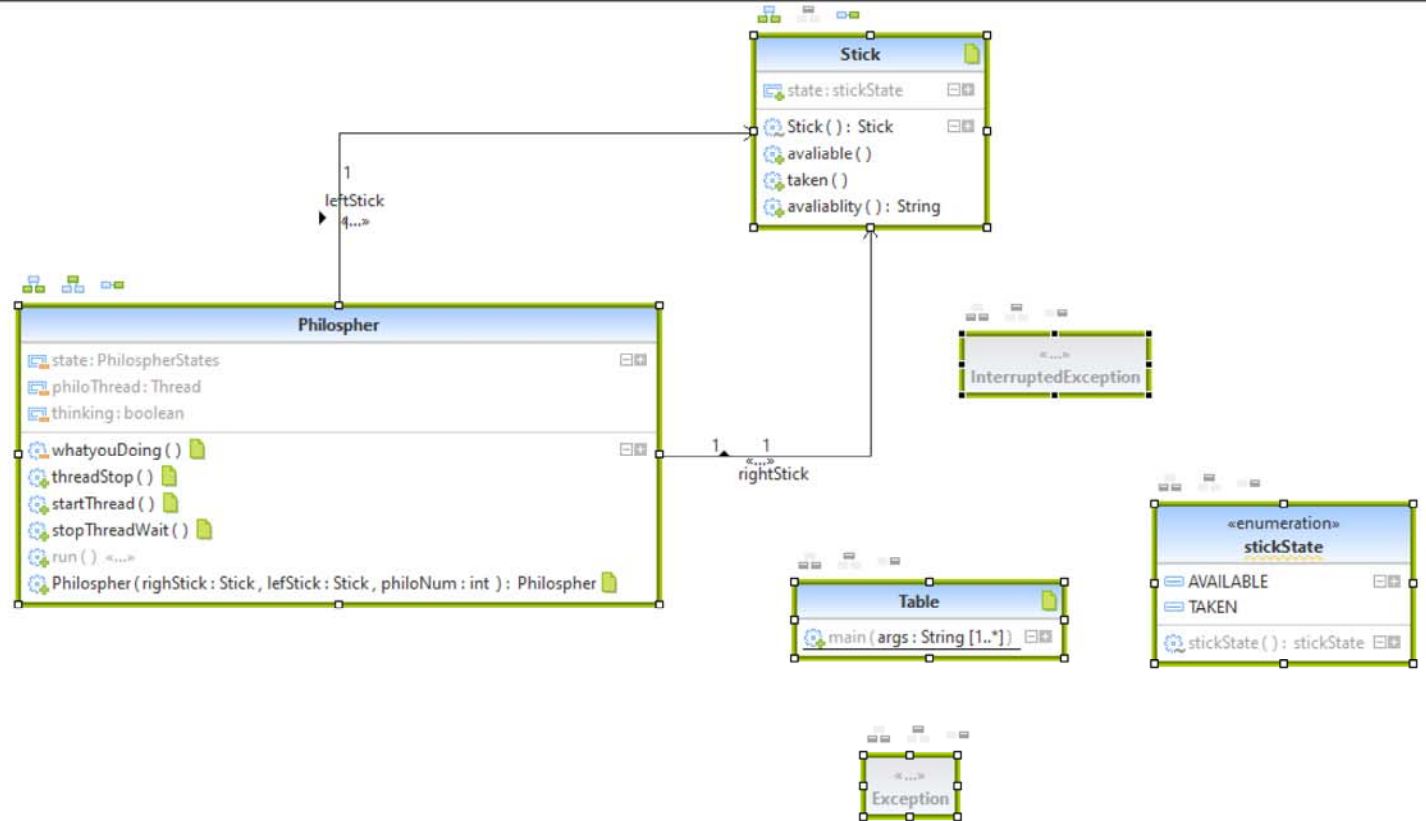 Stick
state : stickState
Stick ( ) : Stick
avaliable ( )
taken ( )
avaliablity ( ) : String
1
leftStick
«...»
Philospher
state : PhilospherStates
philoThread : Thread
thinking : boolean
whatyouDoing ( )
threadStop ( )
startThread ( )
stopThreadWait ( )
run ( ) «...»
Philospher ( righStick : Stick , lefStick : Stick , philoNum : int ) : Philospher
1 1
«...»
rightStick
«...»
InterruptedException
«enumeration»
stickState
AVAILABLE
TAKEN
stickState ( ) : stickState
Table
main ( args : String [1..*] )
«...»
Exception